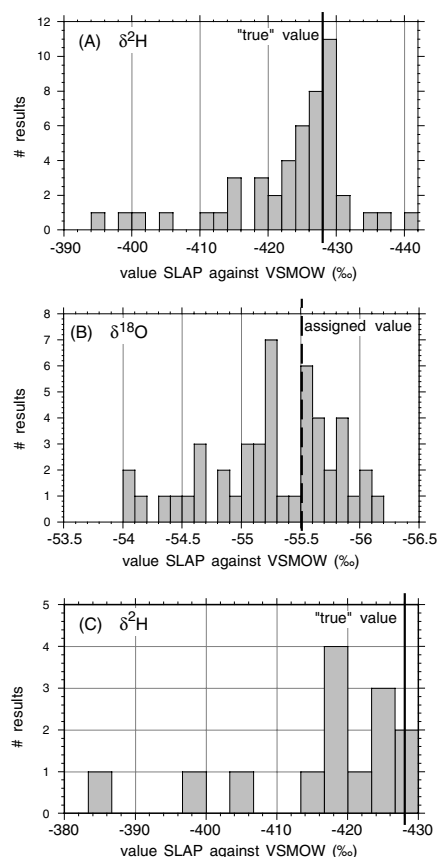 12
(A) δ²H
"true" value
10
8
6
4
2
0
# results
-390 -400 -410 -420 -430 -440
value SLAP against VSMOW (‰)
8
(B) δ¹⁸O
assigned value
7
6
5
4
3
2
1
0
# results
-53.5 -54 -54.5 -55 -55.5 -56 -56.5
value SLAP against VSMOW (‰)
5
(C) δ²H
"true" value
4
3
2
1
0
# results
-380 -390 -400 -410 -420 -430
value SLAP against VSMOW (‰)